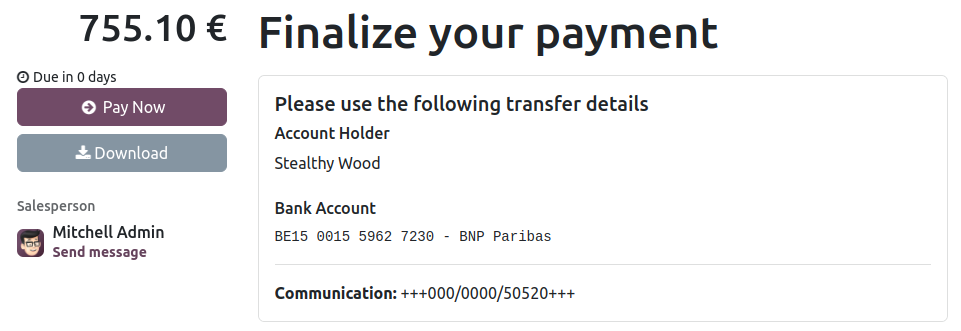 755.10 €
Due in 0 days
Pay Now
Download
Salesperson
Mitchell Admin
Send message
Finalize your payment
Please use the following transfer details
Account Holder
Stealthy Wood
Bank Account
BE15 0015 5962 7230 - BNP Paribas
Communication: +++000/0000/50520+++